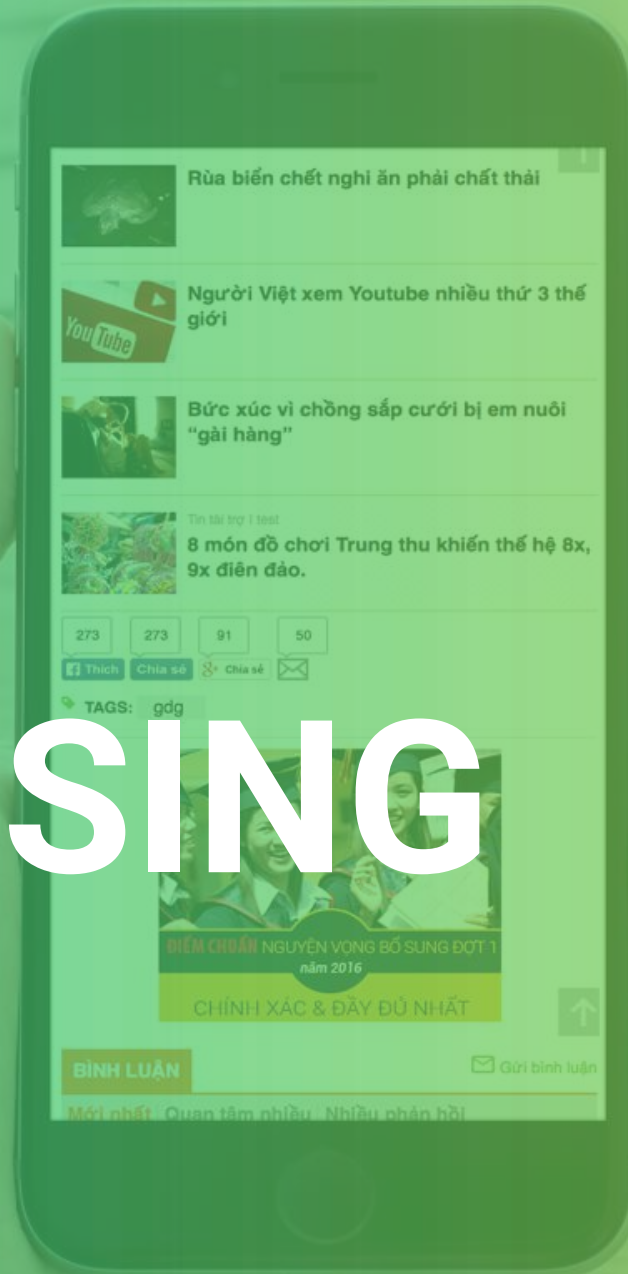 Rùa biển chết nghi ăn phải chất thải
Người Việt xem Youtube nhiều thứ 3 thế
giới
You Tube
Bức xúc vì chồng sắp cưới bị em nuôi
“gài hàng”
Tin tài trợ 1 test
8 món đồ chơi Trung thu khiến thế hệ 8x,
9x điên đảo.
273 273 91 50
Thích Chia sẻ Chia sẻ
TAGS: gdg
SING
ĐIỂM CHUẨN NGUYỆN VỌNG BỔ SUNG ĐỢT 1
năm 2016
CHÍNH XÁC & ĐẦY ĐỦ NHẤT
BÌNH LUẬN Gửi bình luận
Mới nhất Quan tâm nhiều Nhiều phản hồi